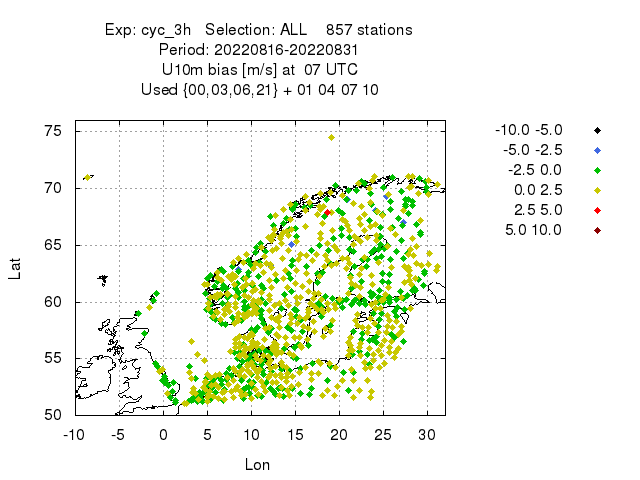 Exp: cyc_3h   Selection: ALL    857 stations
Period: 20220816-20220831
U10m bias [m/s] at  07 UTC
Used {00,03,06,21} + 01 04 07 10
-10.0 -5.0
-5.0 -2.5
-2.5 0.0
0.0 2.5
2.5 5.0
5.0 10.0
75
70
65
60
55
50
Lat
-10 -5 0 5 10 15 20 25 30
Lon